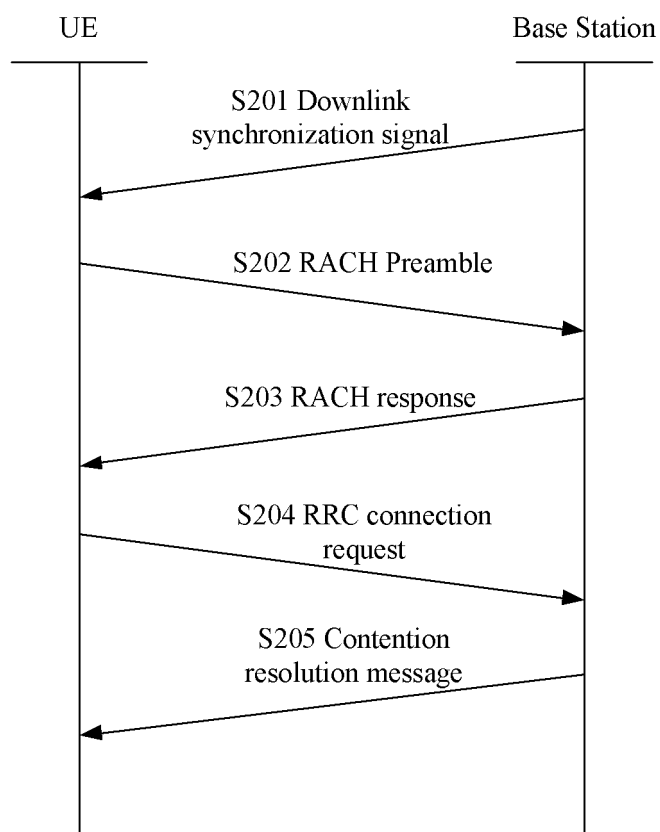 UE
Base Station
S201 Downlink
synchronization signal
S202 RACH Preamble
S203 RACH response
S204 RRC connection
request
S205 Contention
resolution message